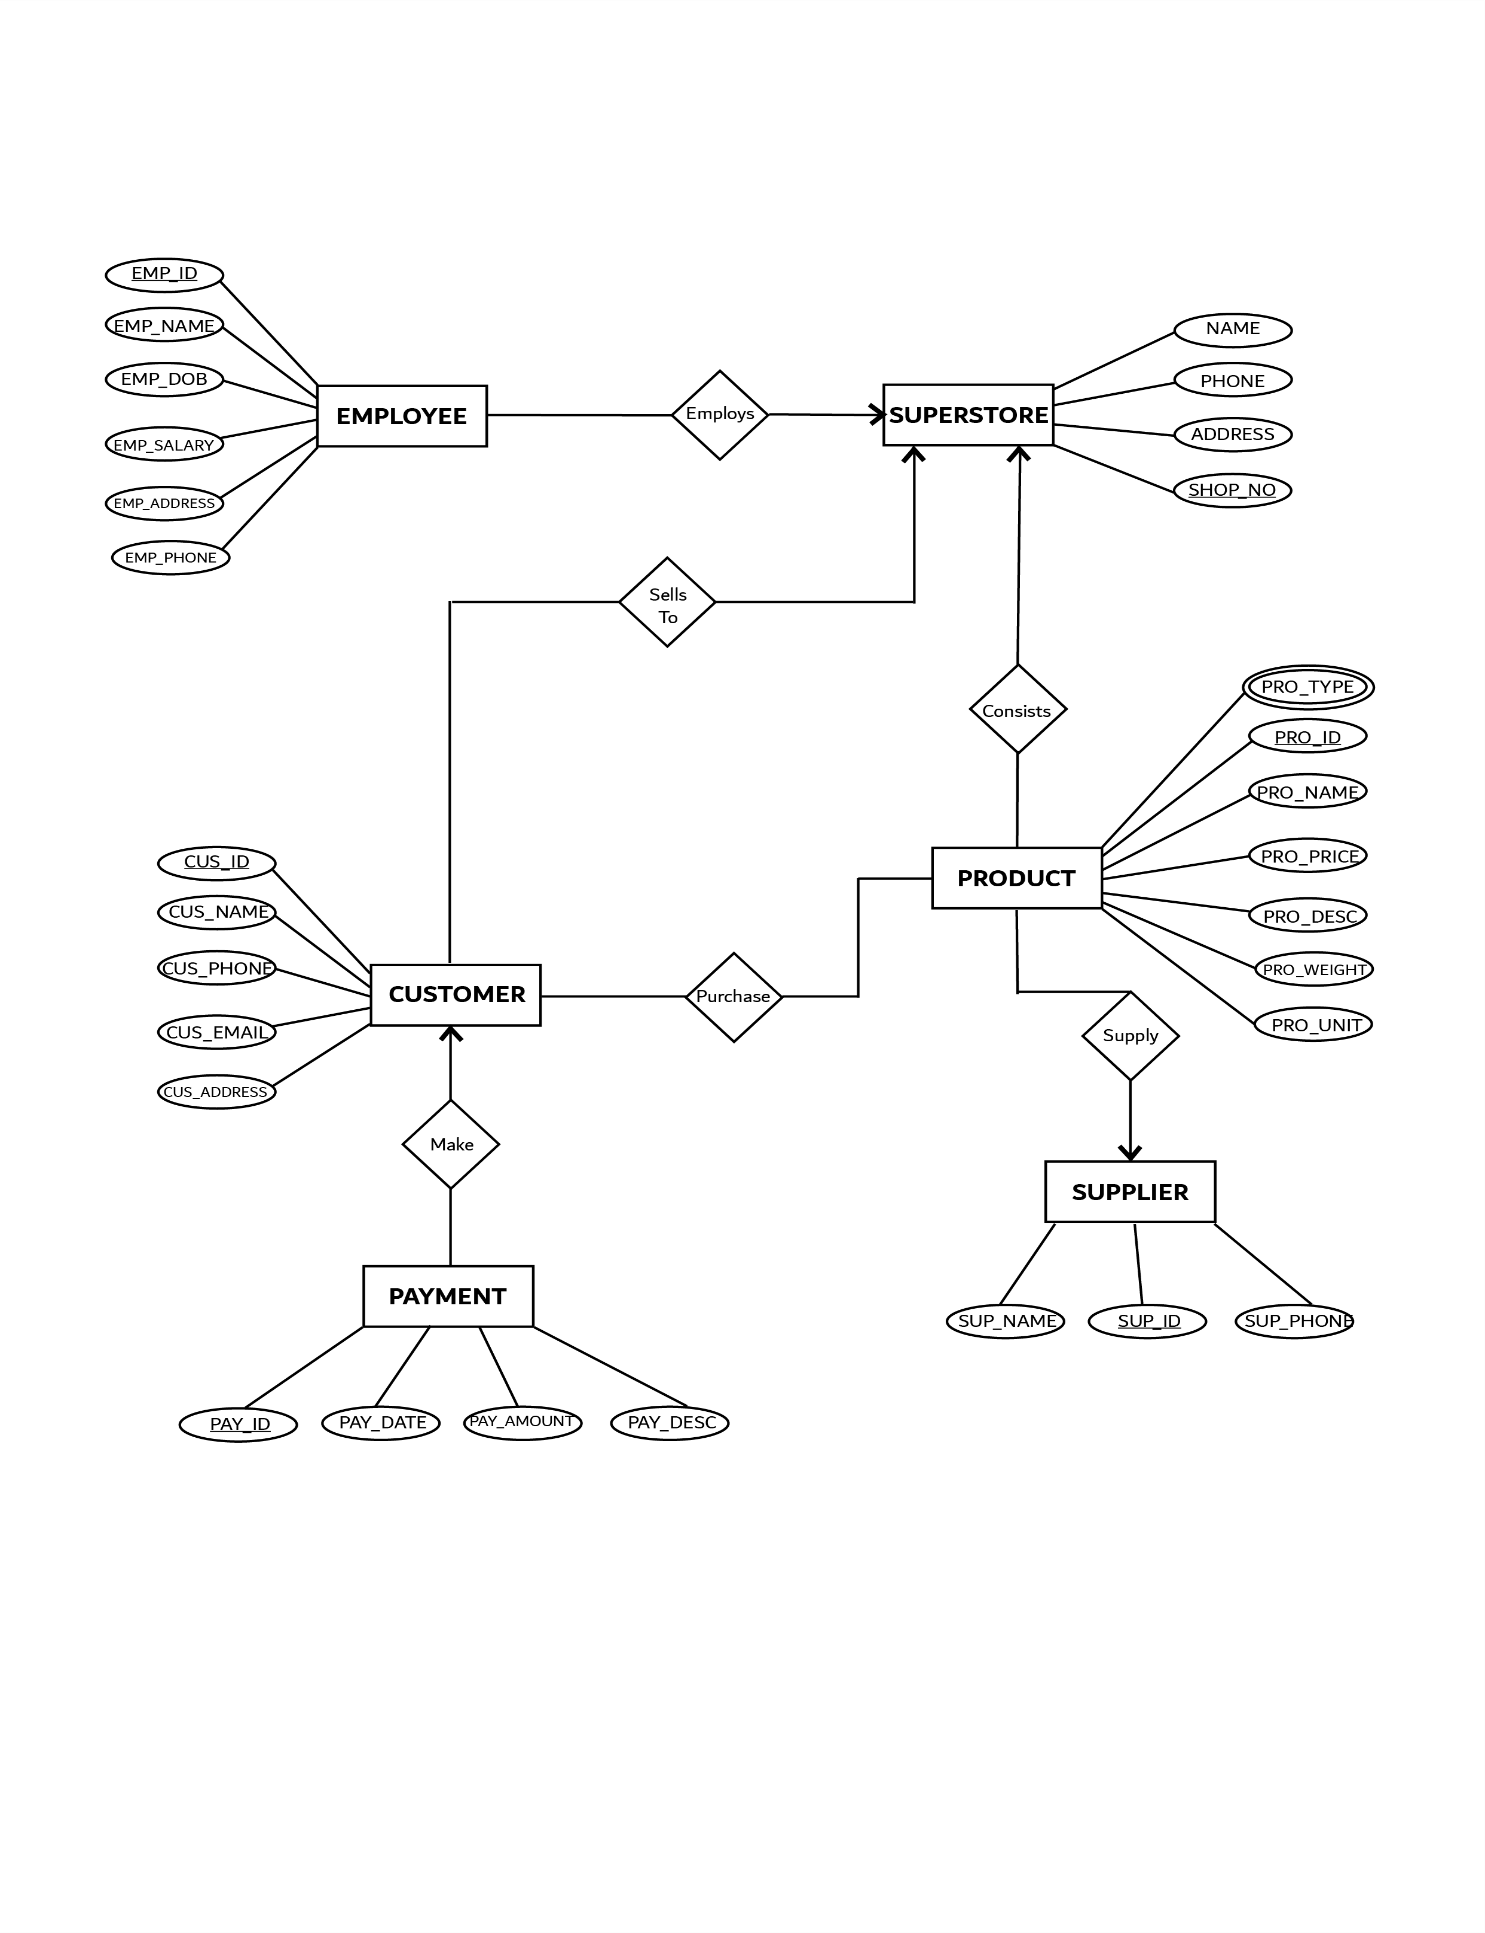 EMP_ID
EMP_NAME
EMP_DOB
EMP_SALARY
EMP_ADDRESS
EMP_PHONE
EMPLOYEE
Employs
SUPERSTORE
NAME
PHONE
ADDRESS
SHOP_NO
Sells
To
Consists
PRO_TYPE
PRO_ID
PRO_NAME
PRO_PRICE
PRO_DESC
PRO_WEIGHT
PRO_UNIT
PRODUCT
CUS_ID
CUS_NAME
CUS_PHONE
CUS_EMAIL
CUS_ADDRESS
CUSTOMER
Purchase
Supply
Make
SUPPLIER
SUP_NAME
SUP_ID
SUP_PHONE
PAYMENT
PAY_ID
PAY_DATE
PAY_AMOUNT
PAY_DESC